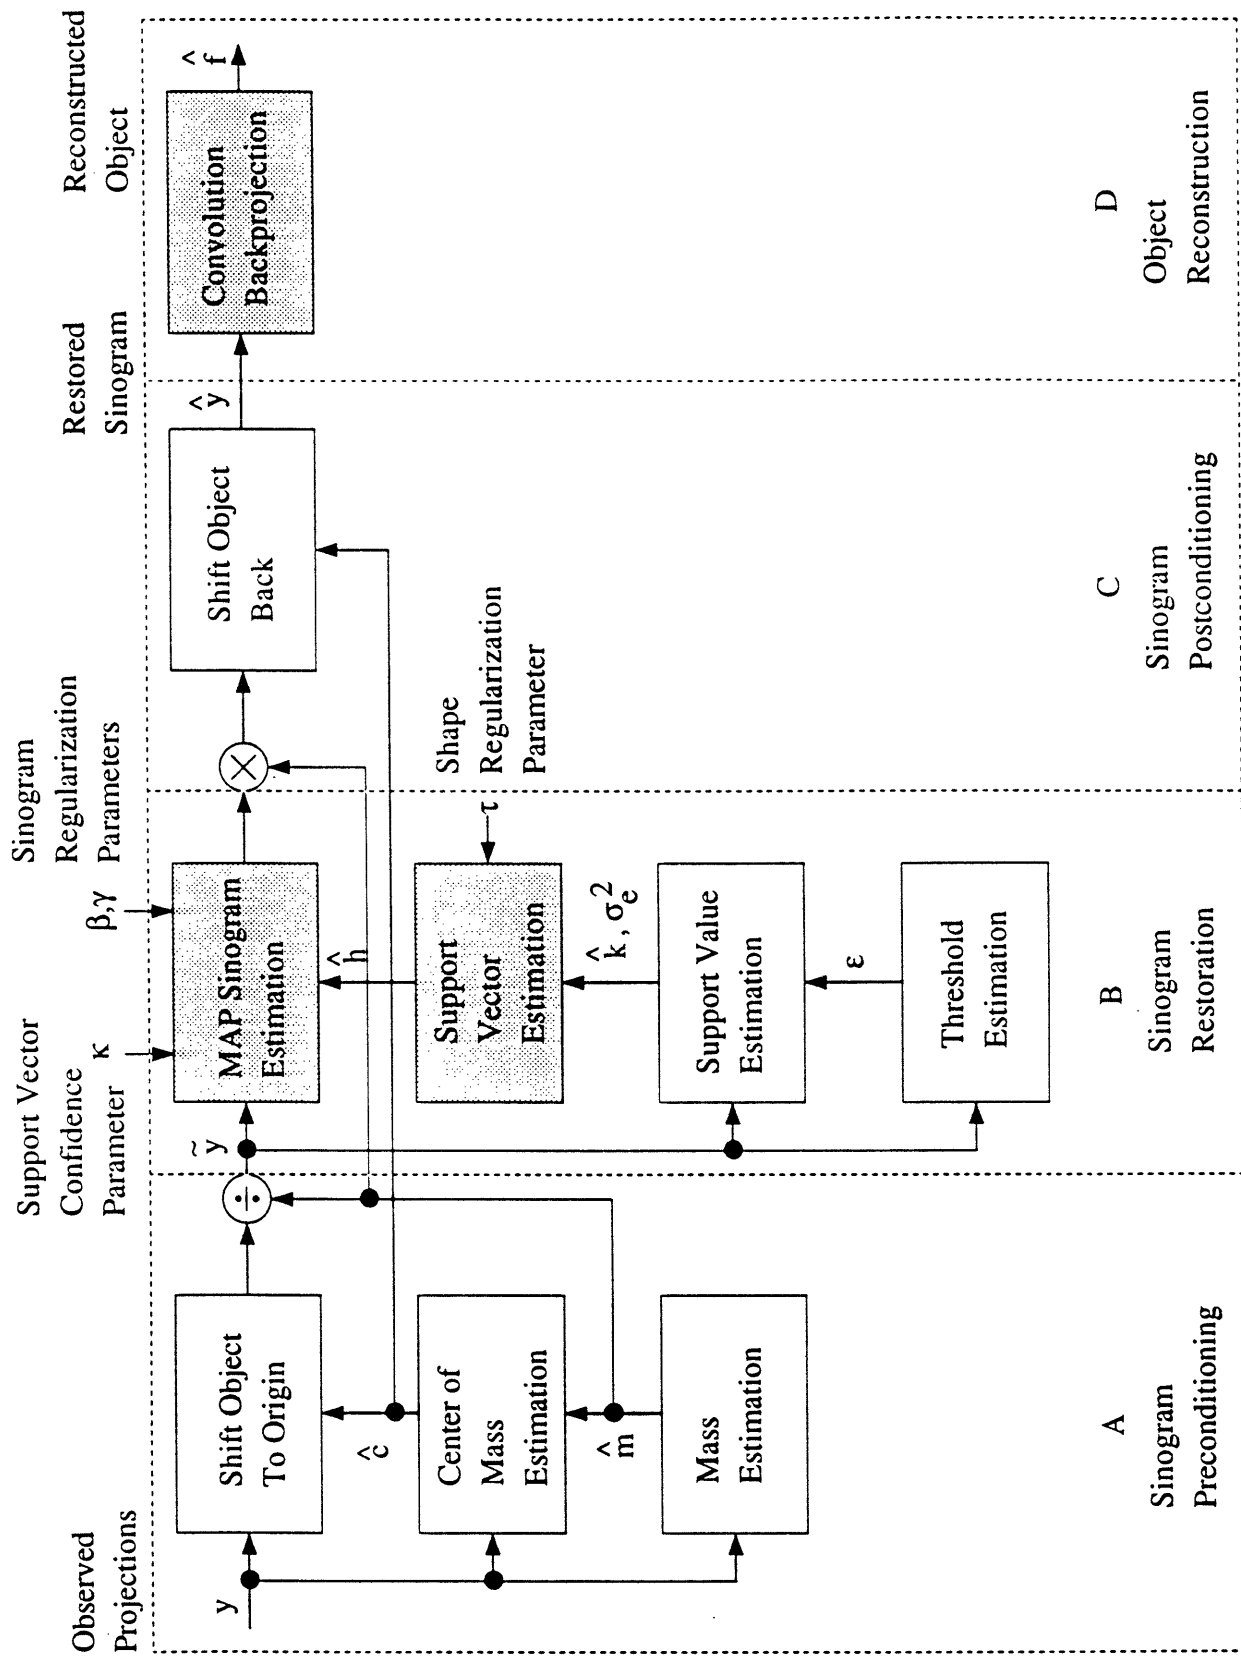 Observed
Projections
Support Vector
Confidence
Parameter
κ
Sinogram
Regularization
Parameters
β,γ
Restored
Sinogram
Reconstructed
Object
y
Shift Object
To Origin
÷
ỹ
MAP Sinogram
Estimation
×
Shift Object
Back
ŷ
Convolution
Backprojection
f̂
ĉ
ĥ
Center of
Mass
Estimation
Support
Vector
Estimation
τ
Shape
Regularization
Parameter
m̂
k̂ , σₑ²
Mass
Estimation
Support Value
Estimation
ε
Threshold
Estimation
A
Sinogram
Preconditioning
B
Sinogram
Restoration
C
Sinogram
Postconditioning
D
Object
Reconstruction